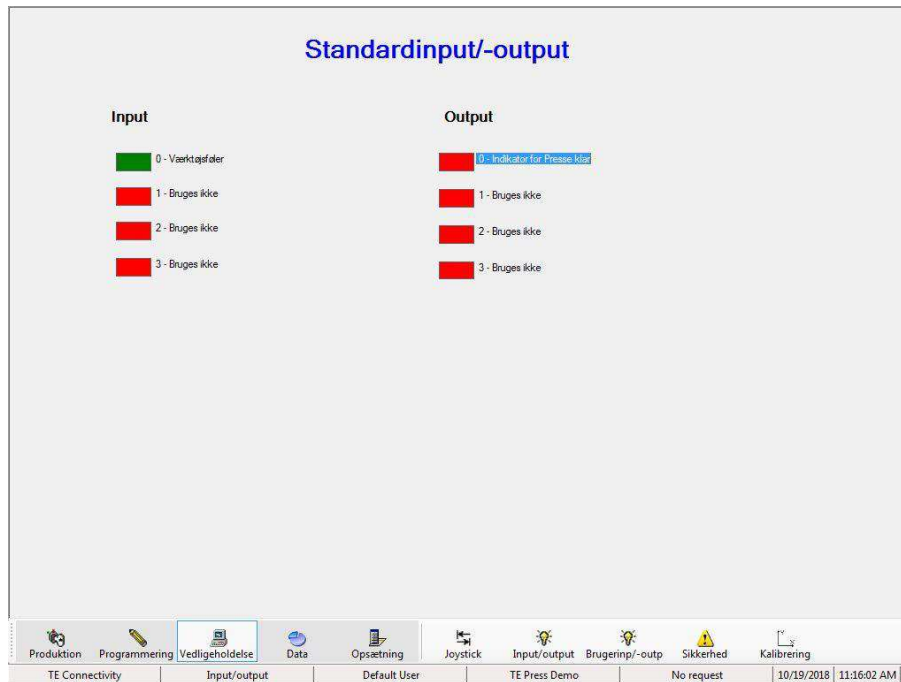 Standardinput/-output
Input
Output
0 - Værktøjsføler
0 - Indikator for Presse klar
1 - Bruges ikke
1 - Bruges ikke
2 - Bruges ikke
2 - Bruges ikke
3 - Bruges ikke
3 - Bruges ikke
Produktion Programmering Vedligeholdelse Data Opsætning Joystick Input/output Brugerinp/-outp Sikkerhed Kalibrering
TE Connectivity Input/output Default User TE Press Demo No request 10/19/2018 11:16:02 AM